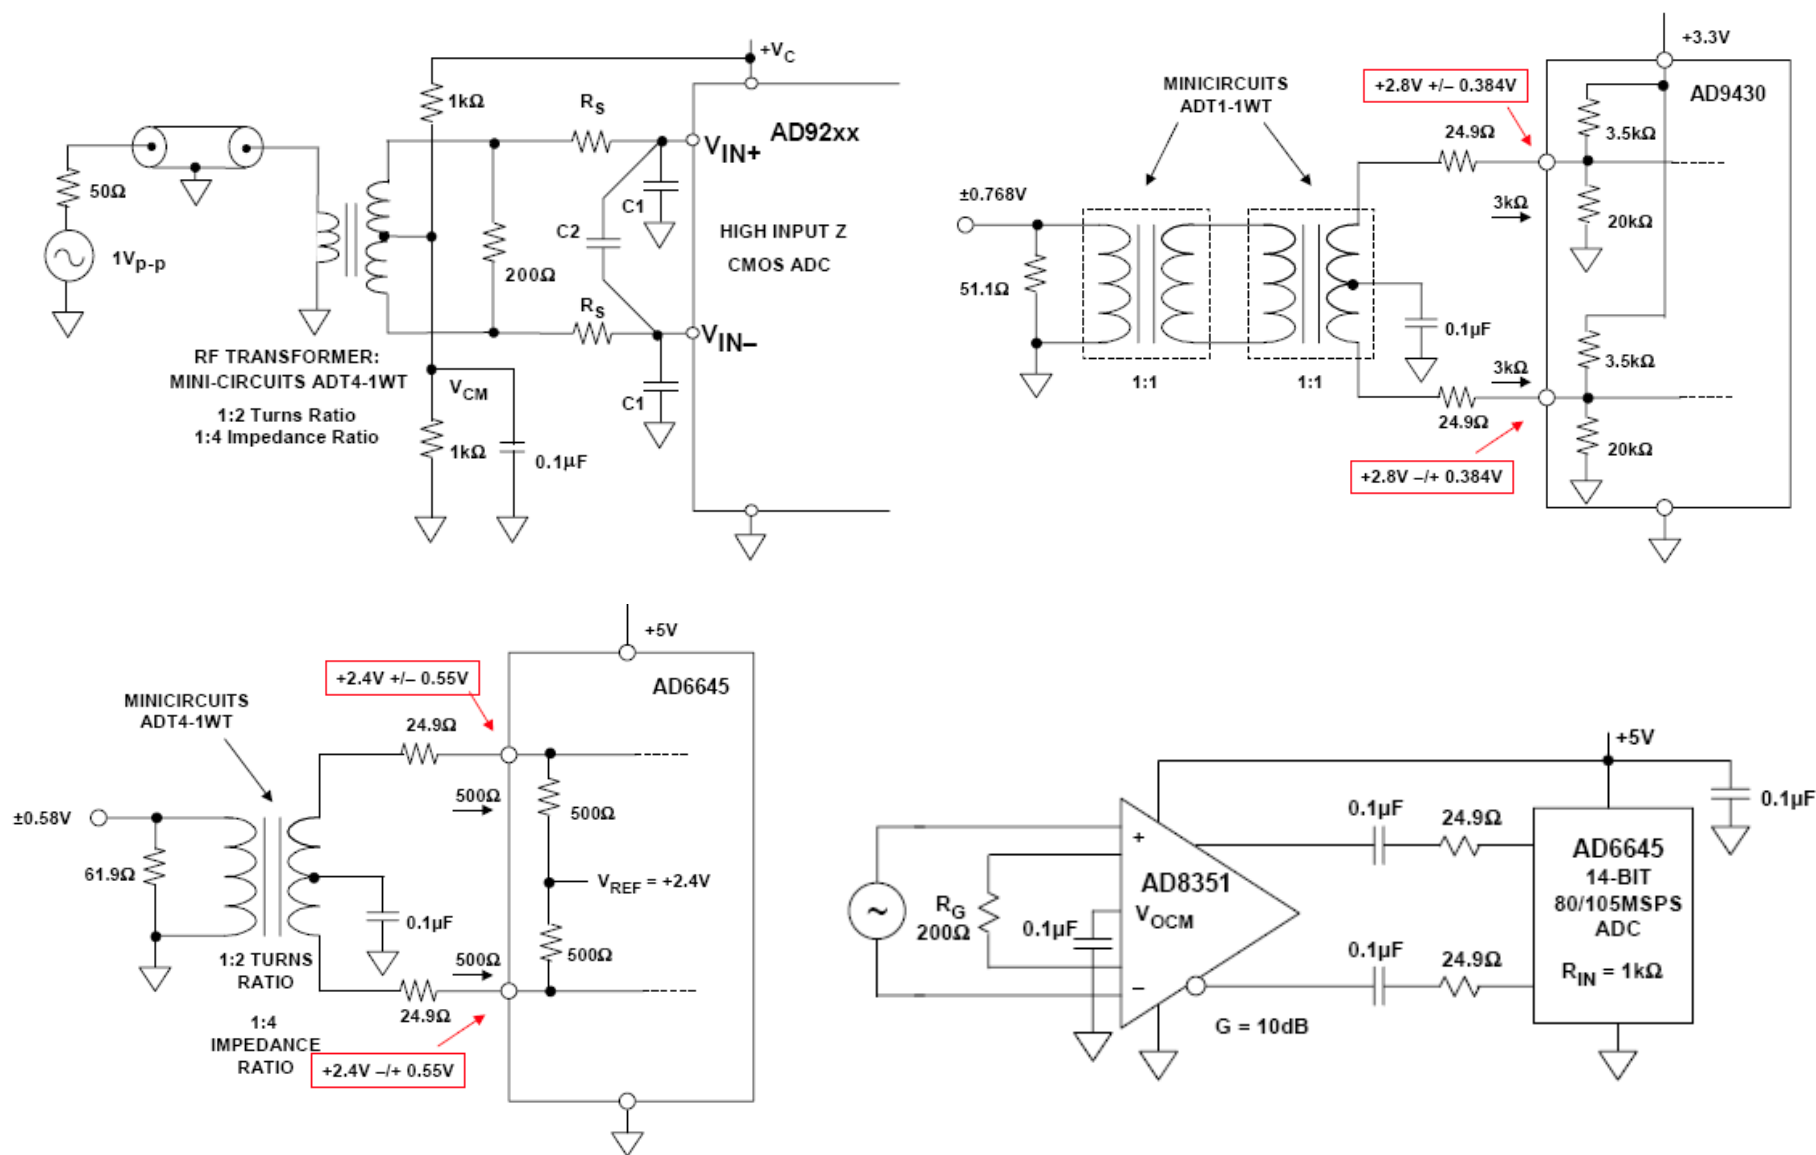 +VC
1kΩ
RS
AD92xx
VIN+
50Ω
1Vp-p
C1
C2
HIGH INPUT Z
CMOS ADC
200Ω
RS
VIN–
RF TRANSFORMER:
MINI-CIRCUITS ADT4-1WT
1:2 Turns Ratio
1:4 Impedance Ratio
VCM
C1
1kΩ
0.1µF
+3.3V
MINICIRCUITS
ADT1-1WT
+2.8V +/– 0.384V
AD9430
24.9Ω
3.5kΩ
±0.768V
3kΩ
20kΩ
51.1Ω
0.1µF
3.5kΩ
1:1
1:1
3kΩ
24.9Ω
20kΩ
+2.8V –/+ 0.384V
+5V
+2.4V +/– 0.55V
AD6645
MINICIRCUITS
ADT4-1WT
24.9Ω
500Ω
500Ω
±0.58V
61.9Ω
VREF = +2.4V
0.1µF
1:2 TURNS
RATIO
500Ω
500Ω
24.9Ω
1:4
IMPEDANCE
RATIO
+2.4V –/+ 0.55V
+5V
0.1µF
0.1µF
24.9Ω
+
AD8351
RG
200Ω
0.1µF
VOCM
–
G = 10dB
0.1µF
24.9Ω
AD6645
14-BIT
80/105MSPS
ADC
RIN = 1kΩ